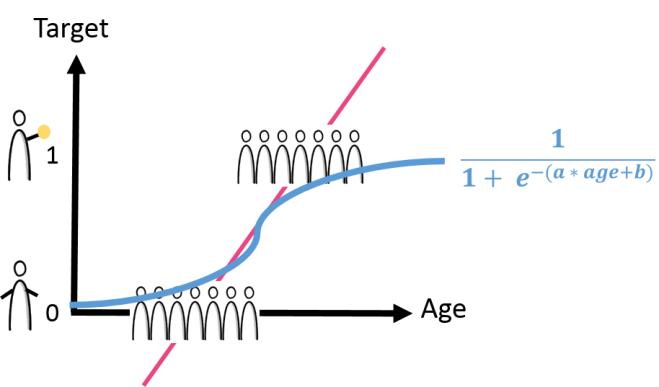 Target
1
0
Age
1
1 + e^{-(a * age+b)}